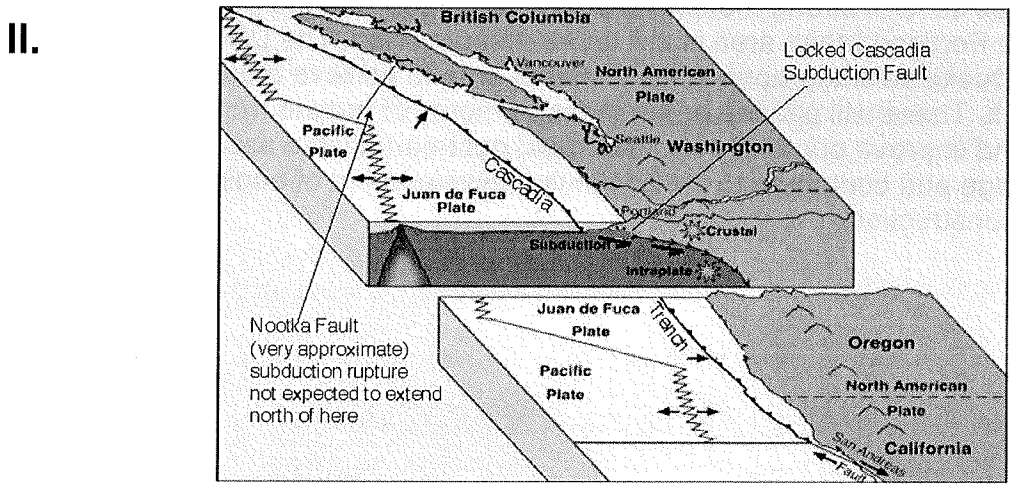 II.
British Columbia
Vancouver
North American
Plate
Locked Cascadia
Subduction Fault
Pacific
Plate
Seattle
Washington
Juan de Fuca
Plate
Cascadia
Portland
Crustal
Subduction
Intraplate
Nootka Fault
(very approximate)
subduction rupture
not expected to extend
north of here
Juan de Fuca
Plate
Trench
Oregon
Pacific
Plate
North American
Plate
California
San Andreas
Fault